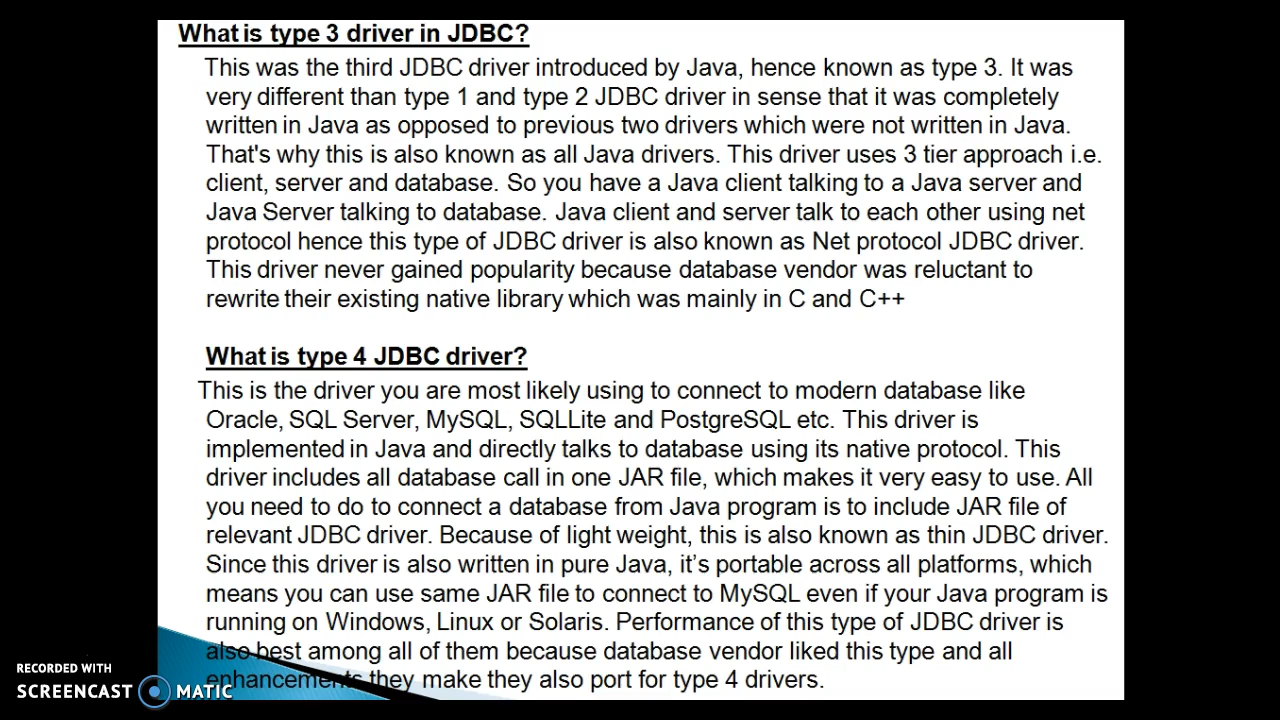 What is type 3 driver in JDBC?
This was the third JDBC driver introduced by Java, hence known as type 3. It was
very different than type 1 and type 2 JDBC driver in sense that it was completely
written in Java as opposed to previous two drivers which were not written in Java.
That's why this is also known as all Java drivers. This driver uses 3 tier approach i.e.
client, server and database. So you have a Java client talking to a Java server and
Java Server talking to database. Java client and server talk to each other using net
protocol hence this type of JDBC driver is also known as Net protocol JDBC driver.
This driver never gained popularity because database vendor was reluctant to
rewrite their existing native library which was mainly in C and C++
What is type 4 JDBC driver?
This is the driver you are most likely using to connect to modern database like
Oracle, SQL Server, MySQL, SQLLite and PostgreSQL etc. This driver is
implemented in Java and directly talks to database using its native protocol. This
driver includes all database call in one JAR file, which makes it very easy to use. All
you need to do to connect a database from Java program is to include JAR file of
relevant JDBC driver. Because of light weight, this is also known as thin JDBC driver.
Since this driver is also written in pure Java, it’s portable across all platforms, which
means you can use same JAR file to connect to MySQL even if your Java program is
running on Windows, Linux or Solaris. Performance of this type of JDBC driver is
also best among all of them because database vendor liked this type and all
enhancements they make they also port for type 4 drivers.
RECORDED WITH
SCREENCAST MATIC